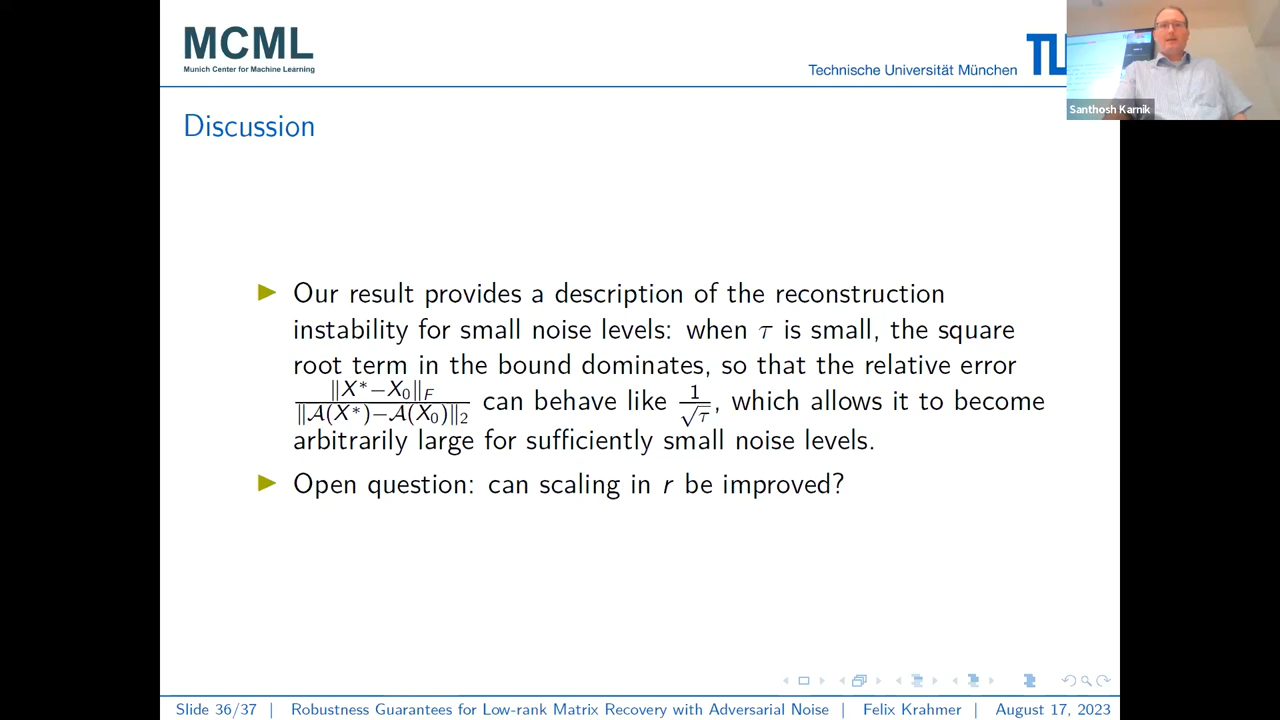 MCML
Munich Center for Machine Learning
Technische Universität München
TU
Santhosh Karnik
Discussion
Our result provides a description of the reconstruction
instability for small noise levels: when τ is small, the square
root term in the bound dominates, so that the relative error
‖X*−X₀‖_F / ‖𝒜(X*)−𝒜(X₀)‖₂ can behave like 1/√τ, which allows it to become
arbitrarily large for sufficiently small noise levels.
Open question: can scaling in r be improved?
Slide 36/37 | Robustness Guarantees for Low-rank Matrix Recovery with Adversarial Noise | Felix Krahmer | August 17, 2023